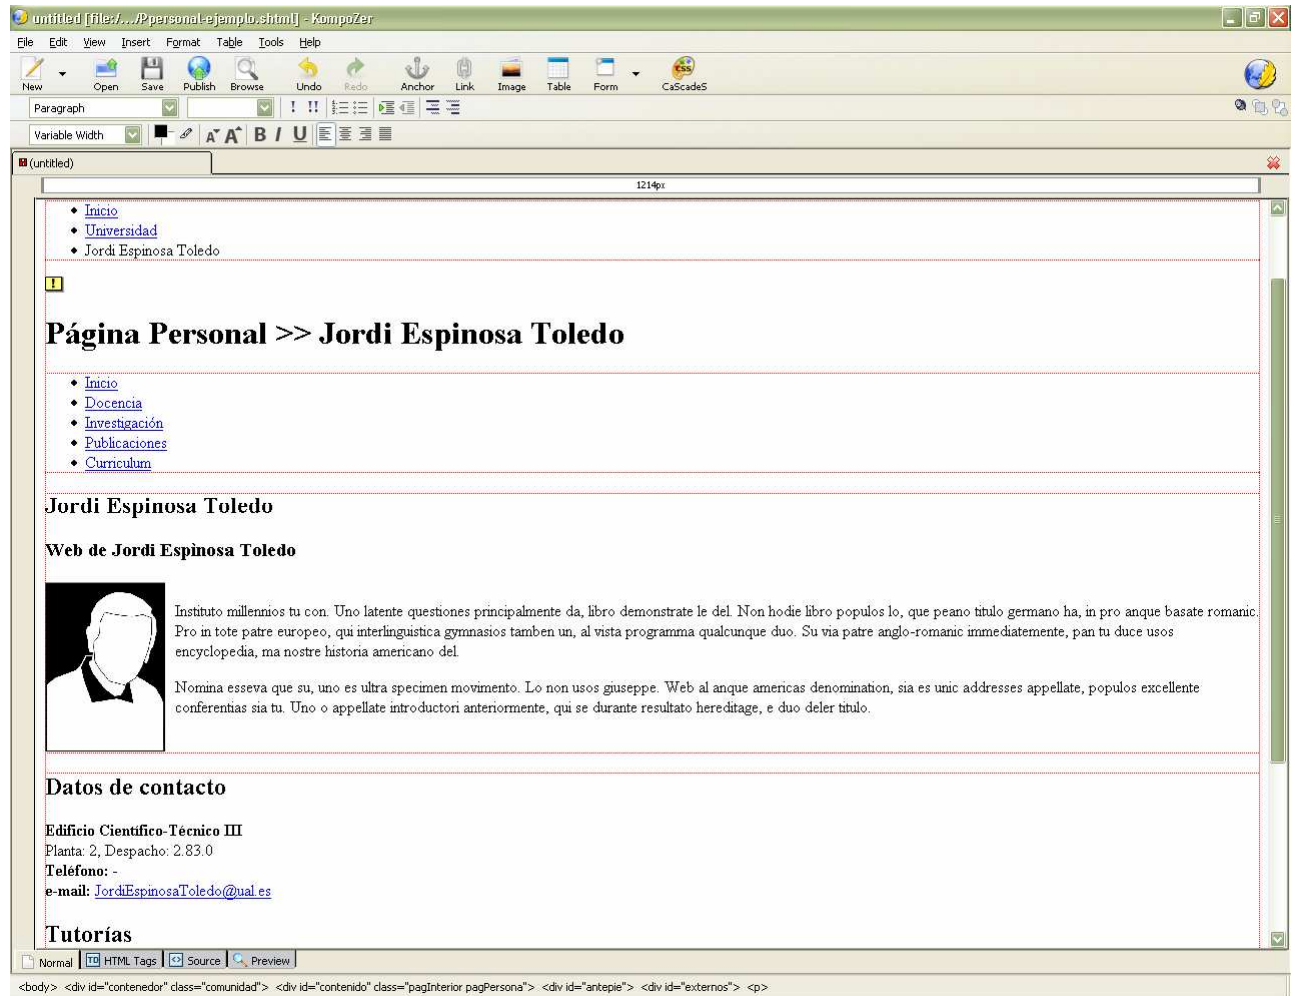 untitled [file:/.../Ppersonal-ejemplo.shtml] - KompoZer
File Edit View Insert Format Table Tools Help
New Open Save Publish Browse Undo Redo Anchor Link Image Table Form CaScadeS
Paragraph
Variable Width
(untitled)
1214px
Inicio
Universidad
Jordi Espinosa Toledo
Página Personal >> Jordi Espinosa Toledo
Inicio
Docencia
Investigación
Publicaciones
Curriculum
Jordi Espinosa Toledo
Web de Jordi Espinosa Toledo
Instituto millennios tu con. Uno latente questiones principalmente da, libro demonstrate le del. Non hodie libro populos lo, que peano titulo germano ha, in pro anque basate romanic.
Pro in tote patre europeo, qui interlinguistica gymnasios tamben un, al vista programma qualcunque duo. Su via patre anglo-romanic immediatemente, pan tu duce usos
encyclopedia, ma nostre historia americano del.
Nomina esseva que su, uno es ultra specimen movimento. Lo non usos giuseppe. Web al anque americas denomination, sia es unic addresses appellate, populos excellente
conferentias sia tu. Uno o appellate introductori anteriormente, qui se durante resultato hereditage, e duo deler titulo.
Datos de contacto
Edificio Científico-Técnico III
Planta: 2, Despacho: 2.83.0
Teléfono: -
e-mail: JordiEspinosaToledo@ual.es
Tutorías
Normal HTML Tags Source Preview
<body> <div id="contenedor" class="comunidad"> <div id="contenido" class="pagInterior pagPersona"> <div id="antepie"> <div id="externos"> <p>